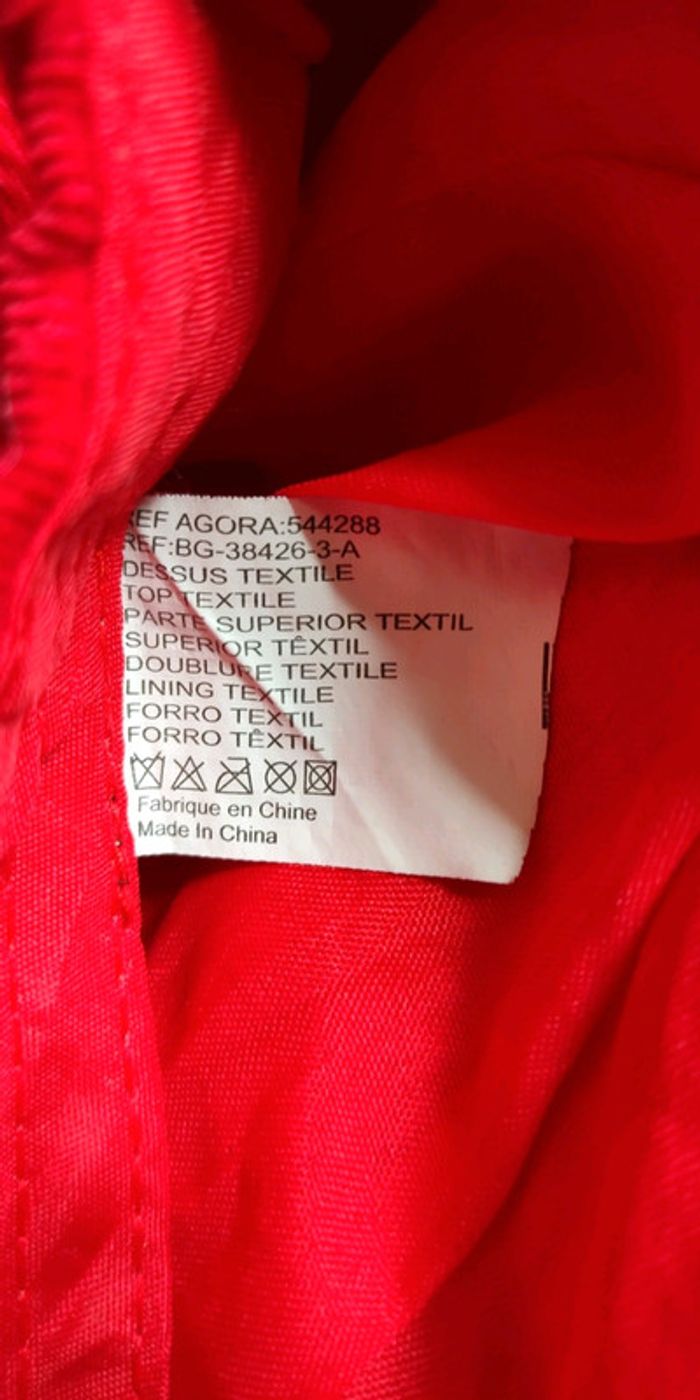 REF AGORA:544288
REF:BG-38426-3-A
DESSUS TEXTILE
TOP TEXTILE
PARTE SUPERIOR TEXTIL
SUPERIOR TÊXTIL
DOUBLURE TEXTILE
LINING TEXTILE
FORRO TEXTIL
FORRO TÊXTIL
Fabrique en Chine
Made In China